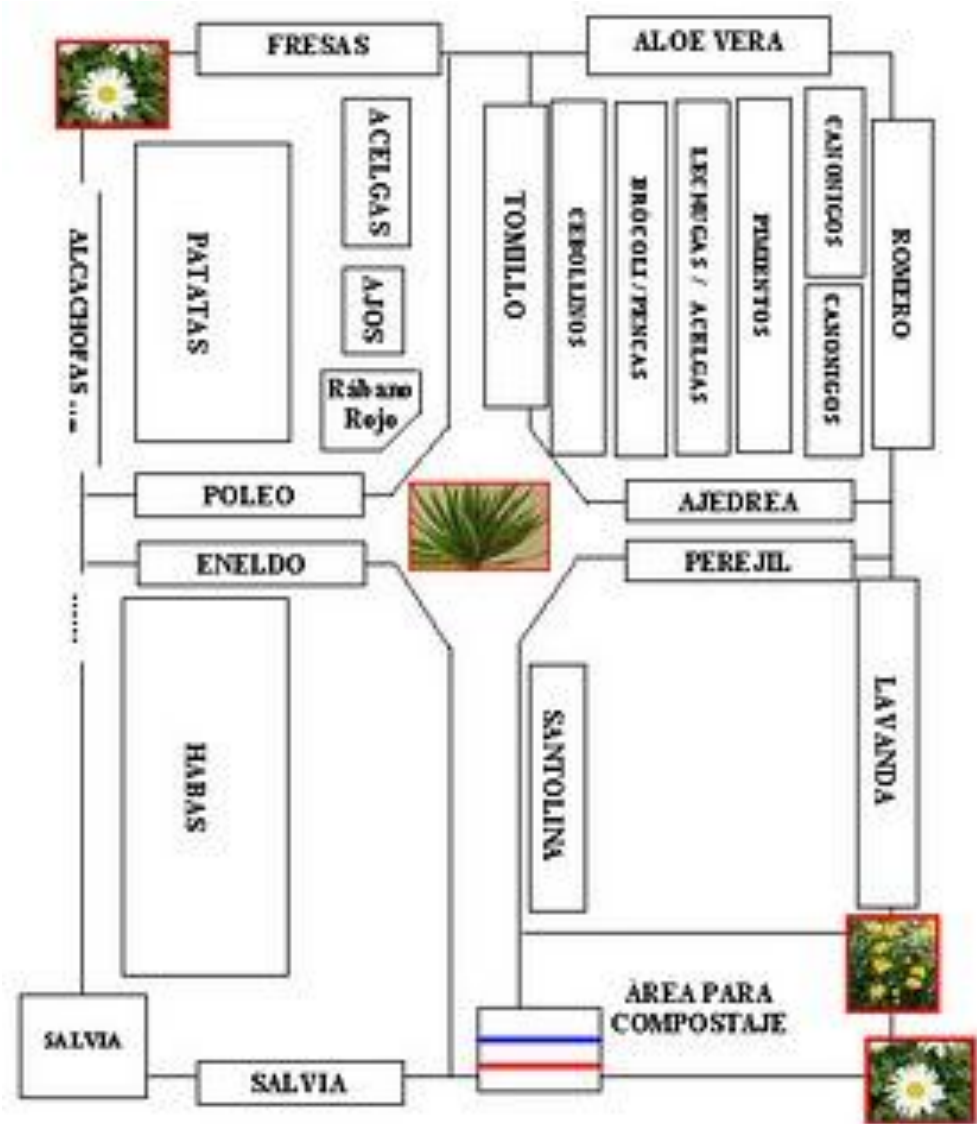 FRESAS
ALOE VERA
ACELGAS
PATATAS
ALCACHOFAS ...
AJOS
Rábano
Rojo
TOMILLO
CEBOLLINOS
BRÓCOLI / PENCAS
LECHUGAS / ACELGAS
PIMIENTOS
CANONIGOS
CANONIGOS
ROMERO
POLEO
AJEDREA
ENELDO
PEREJIL
.....
HABAS
SANTOLINA
LAVANDA
ÀREA PARA
COMPOSTAJE
SALVIA
SALVIA